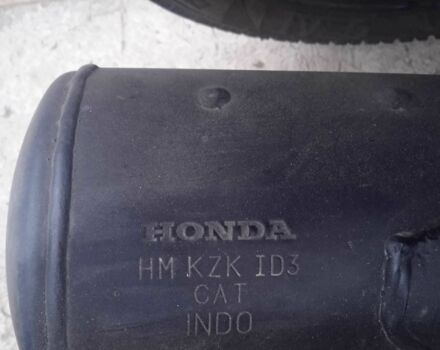 HONDA
HM KZK ID3
CAT
INDO